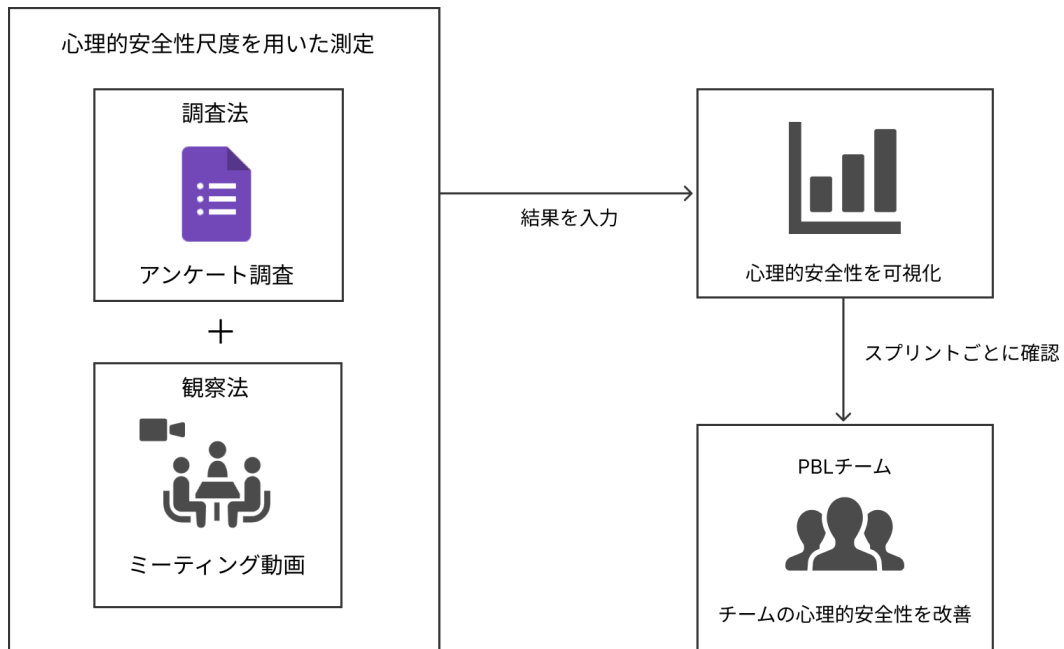 心理的安全性尺度を用いた測定
調査法
アンケート調査
+
観察法
ミーティング動画
結果を入力
心理的安全性を可視化
スプリントごとに確認
PBLチーム
チームの心理的安全性を改善